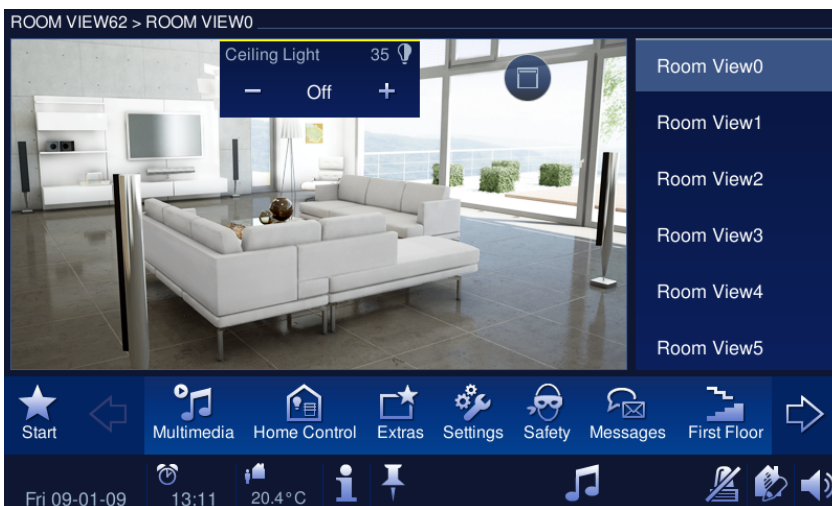 ROOM VIEW62 > ROOM VIEW0
Ceiling Light 35
− Off +
Room View0
Room View1
Room View2
Room View3
Room View4
Room View5
Start
Multimedia
Home Control
Extras
Settings
Safety
Messages
First Floor
Fri 09-01-09
13:11
20.4°C